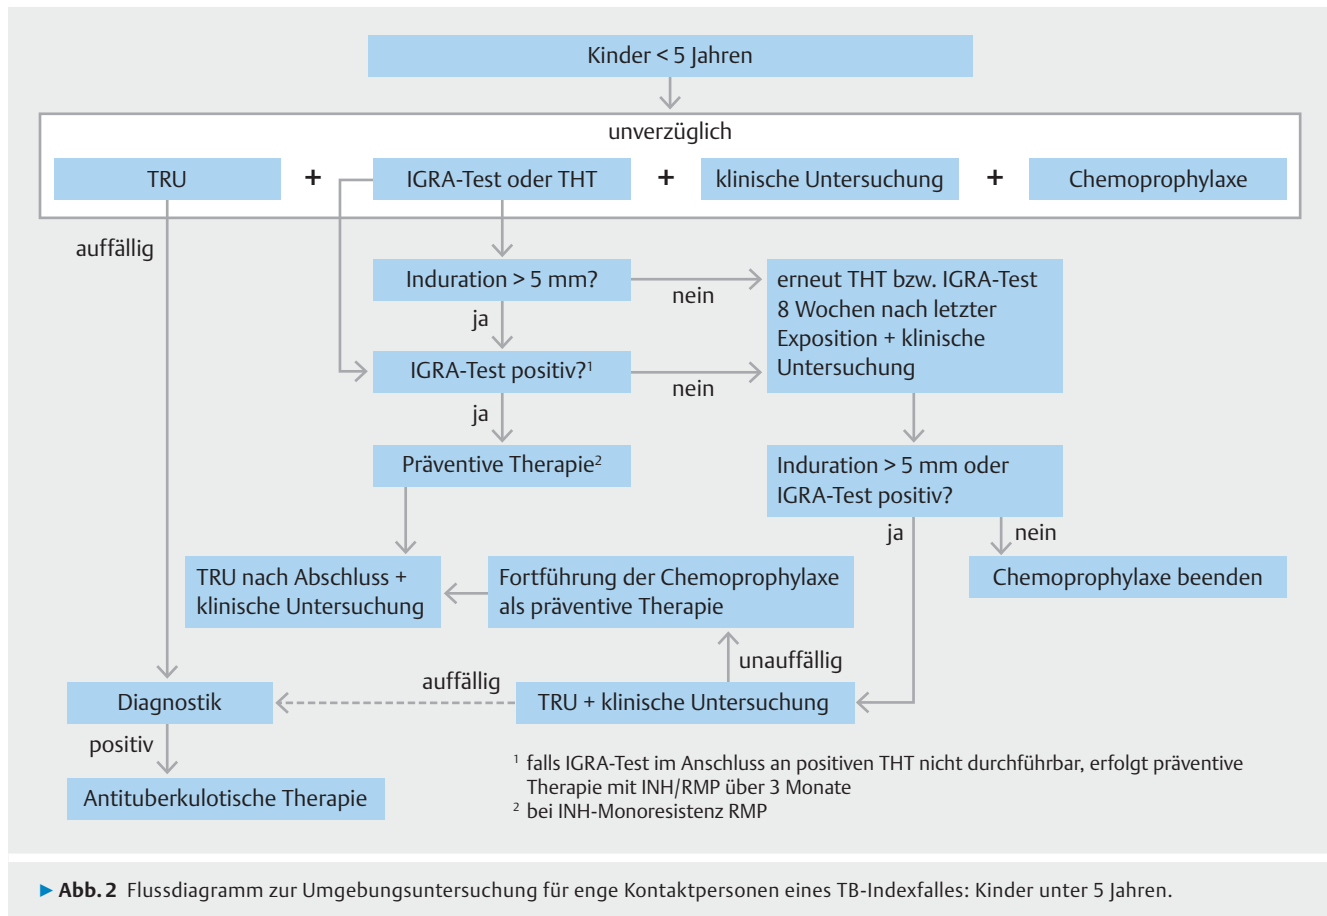 Kinder < 5 Jahren
unverzüglich
TRU + IGRA-Test oder THT + klinische Untersuchung + Chemoprophylaxe
auffällig
Induration > 5 mm?
nein
erneut THT bzw. IGRA-Test
8 Wochen nach letzter
Exposition + klinische
Untersuchung
ja
IGRA-Test positiv?¹
nein
ja
Präventive Therapie²
Induration > 5 mm oder
IGRA-Test positiv?
ja
nein
TRU nach Abschluss +
klinische Untersuchung
Fortführung der Chemoprophylaxe
als präventive Therapie
Chemoprophylaxe beenden
unauffällig
auffällig
Diagnostik
TRU + klinische Untersuchung
positiv
Antituberkulotische Therapie
¹ falls IGRA-Test im Anschluss an positiven THT nicht durchführbar, erfolgt präventive
Therapie mit INH/RMP über 3 Monate
² bei INH-Monoresistenz RMP
▶ Abb. 2 Flussdiagramm zur Umgebungsuntersuchung für enge Kontaktpersonen eines TB-Indexfalles: Kinder unter 5 Jahren.